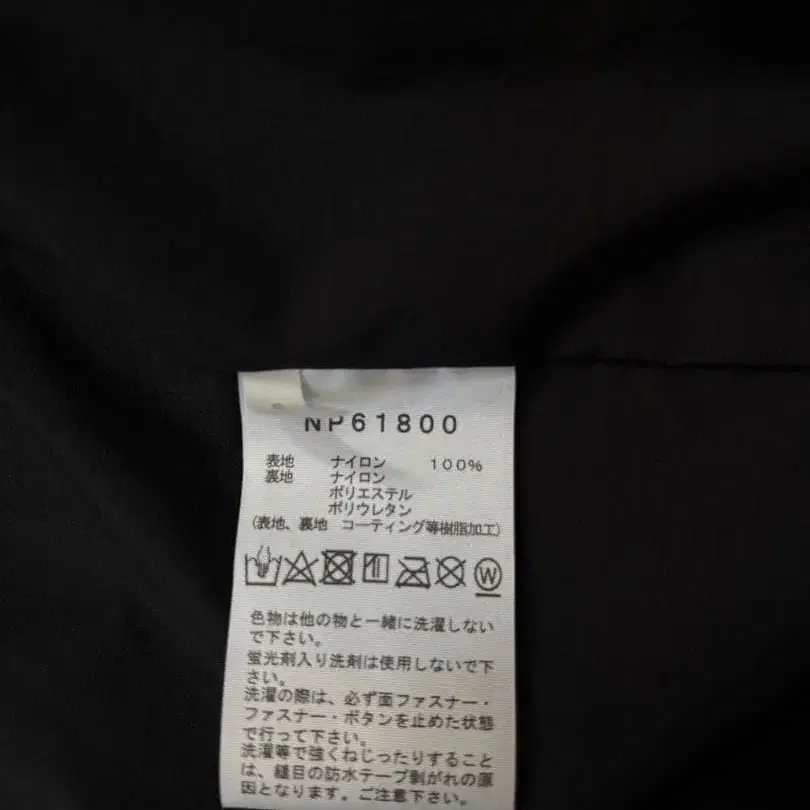 NP61800
表地 ナイロン 100%
裏地 ナイロン
ポリエステル
ポリウレタン
(表地、裏地 コーティング等樹脂加工)
W
色物は他の物と一緒に洗濯しない
で下さい。
蛍光剤入り洗剤は使用しないで下
さい。
洗濯の際は、必ず面ファスナー・
ファスナー・ボタンを止めた状態
で行って下さい。
洗濯等で強くねじったりすること
は、縫目の防水テープ剥がれの原
因となります。ご注意下さい。